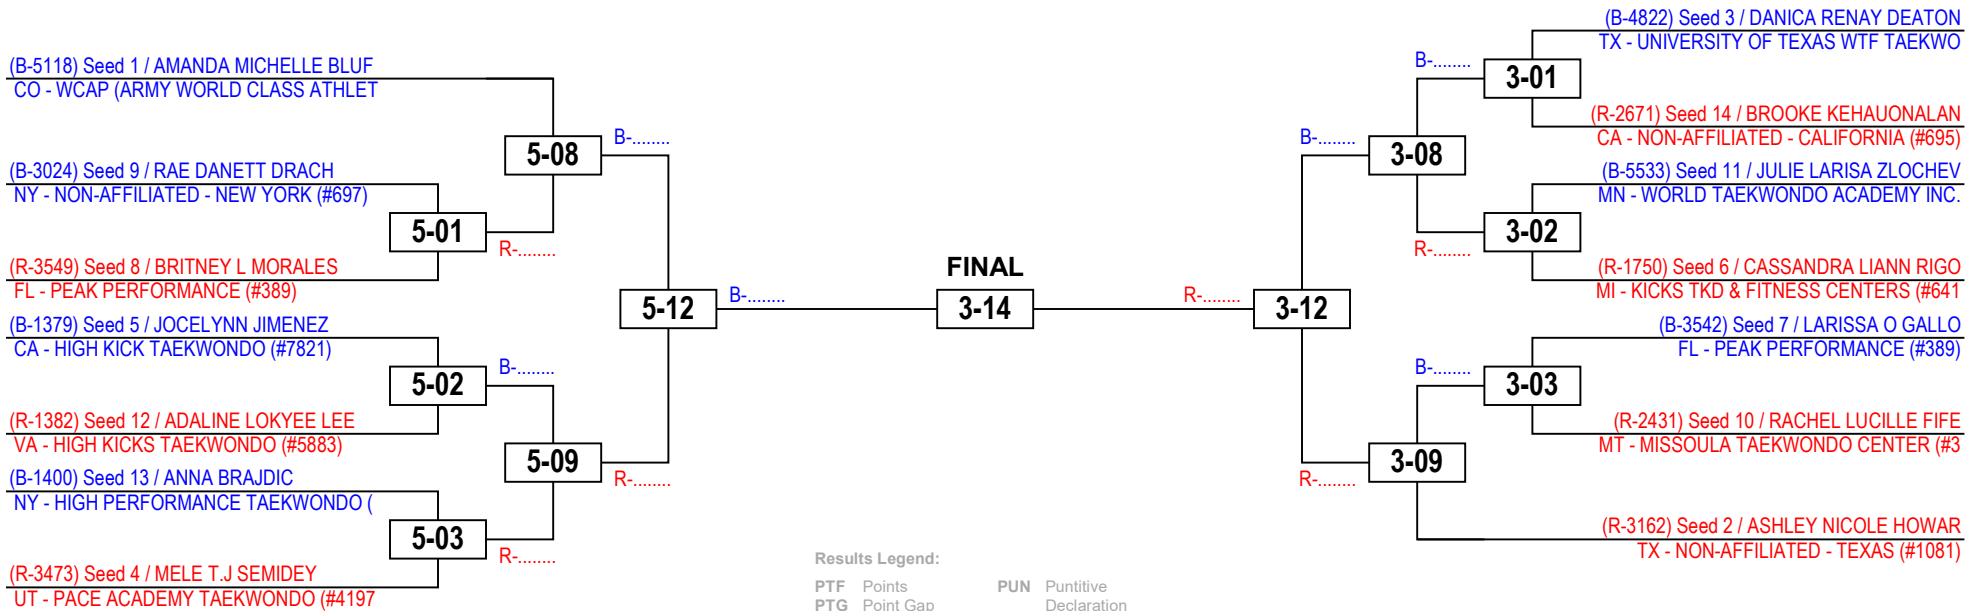 (B-5118) Seed 1 / AMANDA MICHELLE BLUF
CO - WCAP (ARMY WORLD CLASS ATHLET
(B-3024) Seed 9 / RAE DANETT DRACH
NY - NON-AFFILIATED - NEW YORK (#697)
(R-3549) Seed 8 / BRITNEY L MORALES
FL - PEAK PERFORMANCE (#389)
(B-1379) Seed 5 / JOCELYNN JIMENEZ
CA - HIGH KICK TAEKWONDO (#7821)
(R-1382) Seed 12 / ADALINE LOKYEE LEE
VA - HIGH KICKS TAEKWONDO (#5883)
(B-1400) Seed 13 / ANNA BRAJDIC
NY - HIGH PERFORMANCE TAEKWONDO (
(R-3473) Seed 4 / MELE T.J SEMIDEY
UT - PACE ACADEMY TAEKWONDO (#4197
5-01
5-02
5-03
R-........
B-........
R-........
5-08
5-09
B-........
R-........
5-12
B-........
FINAL
3-14
R-........
3-12
B-........
R-........
3-08
3-09
B-........
R-........
B-........
3-01
3-02
3-03
(B-4822) Seed 3 / DANICA RENAY DEATON
TX - UNIVERSITY OF TEXAS WTF TAEKWO
(R-2671) Seed 14 / BROOKE KEHAUONALAN
CA - NON-AFFILIATED - CALIFORNIA (#695)
(B-5533) Seed 11 / JULIE LARISA ZLOCHEV
MN - WORLD TAEKWONDO ACADEMY INC.
(R-1750) Seed 6 / CASSANDRA LIANN RIGO
MI - KICKS TKD & FITNESS CENTERS (#641
(B-3542) Seed 7 / LARISSA O GALLO
FL - PEAK PERFORMANCE (#389)
(R-2431) Seed 10 / RACHEL LUCILLE FIFE
MT - MISSOULA TAEKWONDO CENTER (#3
(R-3162) Seed 2 / ASHLEY NICOLE HOWAR
TX - NON-AFFILIATED - TEXAS (#1081)
Results Legend:
PTF Points PUN Puntitive
PTG Point Gap Declaration